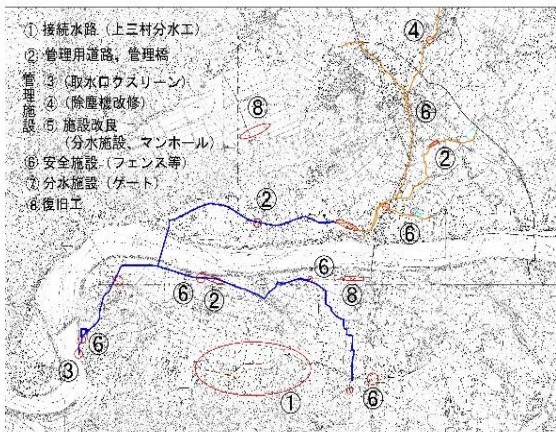 ① 接続水路（上三村分水工）
② 管理用道路、管理橋
管理施設
③（取水口クスリーン）
④（除塵機改修）
⑤ 施設改良
（分水施設、マンホール）
⑥ 安全施設（フェンス等）
⑦ 分水施設（ゲート）
⑧ 復旧工
④
⑧
⑥
②
②
⑥
⑥
⑥
②
⑧
⑥
③
①
⑥